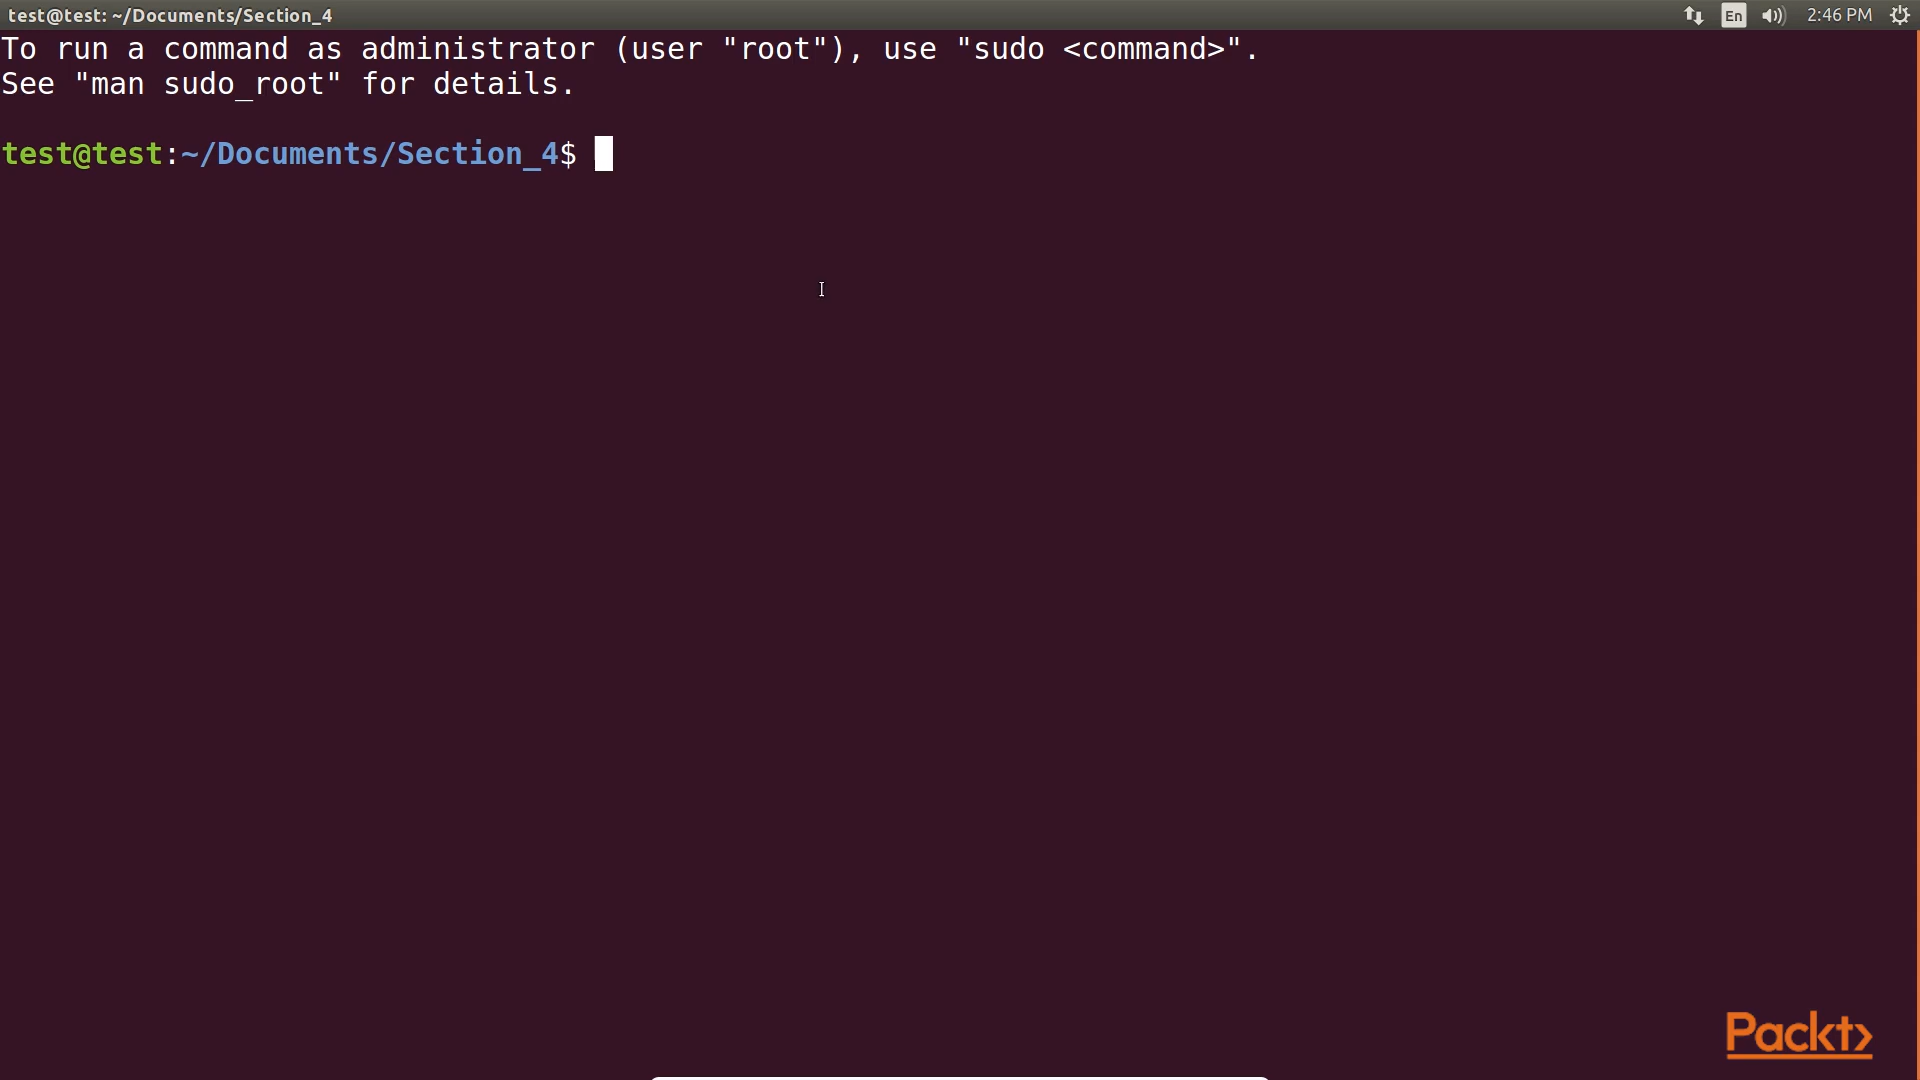 test@test: ~/Documents/Section_4
En
2:46 PM
To run a command as administrator (user "root"), use "sudo <command>".
See "man sudo_root" for details.
test@test:~/Documents/Section_4$
Packt>